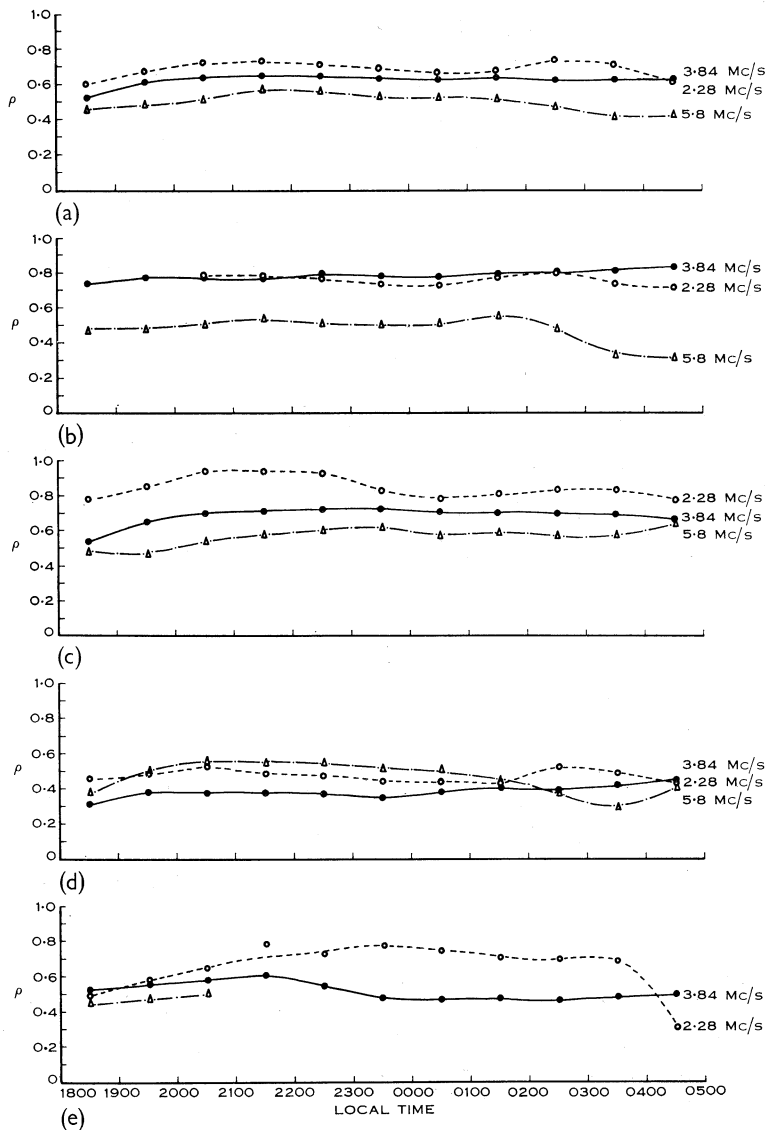 1·0
0·8
0·6
ρ
0·4
0·2
0
3·84 Mc/s
2·28 Mc/s
5·8 Mc/s
(a)
1·0
0·8
ρ
0·6
0·4
0·2
0
3·84 Mc/s
2·28 Mc/s
5·8 Mc/s
(b)
1·0
0·8
ρ
0·6
0·4
0·2
0
2·28 Mc/s
3·84 Mc/s
5·8 Mc/s
(c)
1·0
0·8
ρ
0·6
0·4
0·2
0
3·84 Mc/s
2·28 Mc/s
5·8 Mc/s
(d)
1·0
0·8
ρ
0·6
0·4
0·2
0
3·84 Mc/s
2·28 Mc/s
1800 1900 2000 2100 2200 2300 0000 0100 0200 0300 0400 0500
LOCAL TIME
(e)